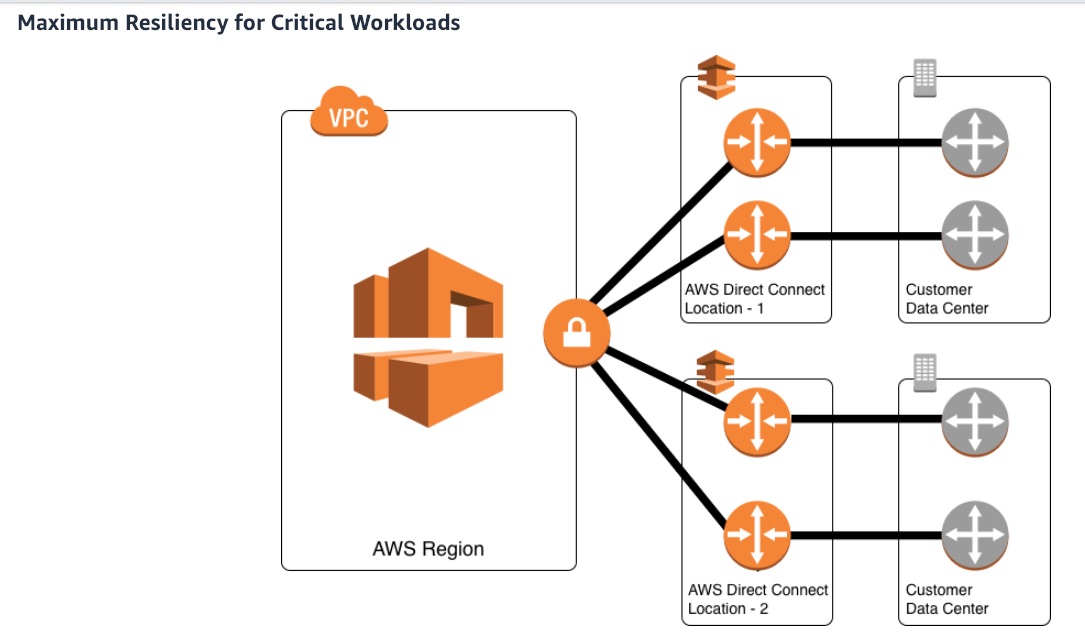 Maximum Resiliency for Critical Workloads
VPC
AWS Direct Connect
Location - 1
Customer
Data Center
AWS Region
AWS Direct Connect
Location - 2
Customer
Data Center